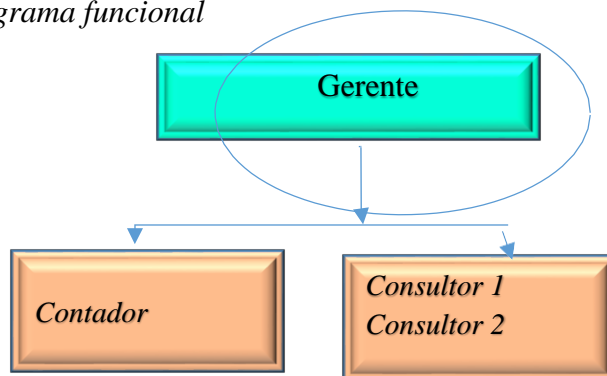 grama funcional
Gerente
Contador
Consultor 1
Consultor 2